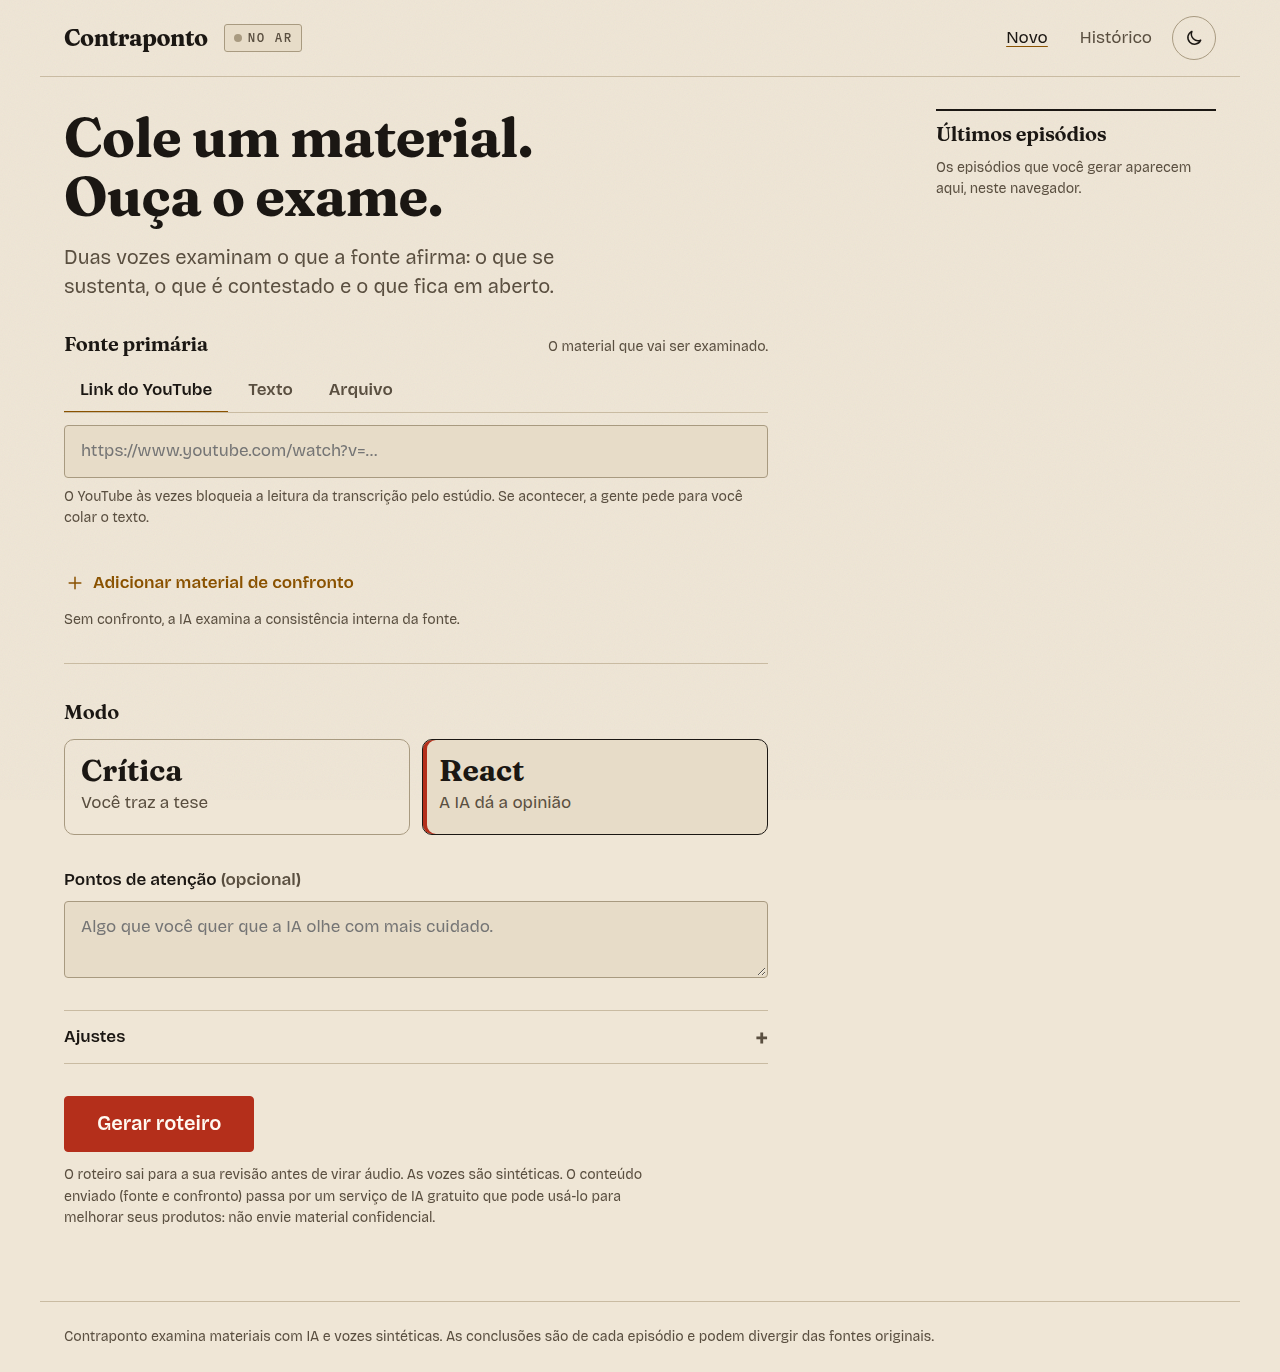 Contraponto
NO AR
Novo
Histórico
Cole um material.
Ouça o exame.
Duas vozes examinam o que a fonte afirma: o que se
sustenta, o que é contestado e o que fica em aberto.
Últimos episódios
Os episódios que você gerar aparecem
aqui, neste navegador.
Fonte primária
O material que vai ser examinado.
Link do YouTube
Texto
Arquivo
https://www.youtube.com/watch?v=...
O YouTube às vezes bloqueia a leitura da transcrição pelo estúdio. Se acontecer, a gente pede para você
colar o texto.
+ Adicionar material de confronto
Sem confronto, a IA examina a consistência interna da fonte.
Modo
Crítica
Você traz a tese
React
A IA dá a opinião
Pontos de atenção (opcional)
Algo que você quer que a IA olhe com mais cuidado.
Ajustes +
Gerar roteiro
O roteiro sai para a sua revisão antes de virar áudio. As vozes são sintéticas. O conteúdo
enviado (fonte e confronto) passa por um serviço de IA gratuito que pode usá-lo para
melhorar seus produtos: não envie material confidencial.
Contraponto examina materiais com IA e vozes sintéticas. As conclusões são de cada episódio e podem divergir das fontes originais.